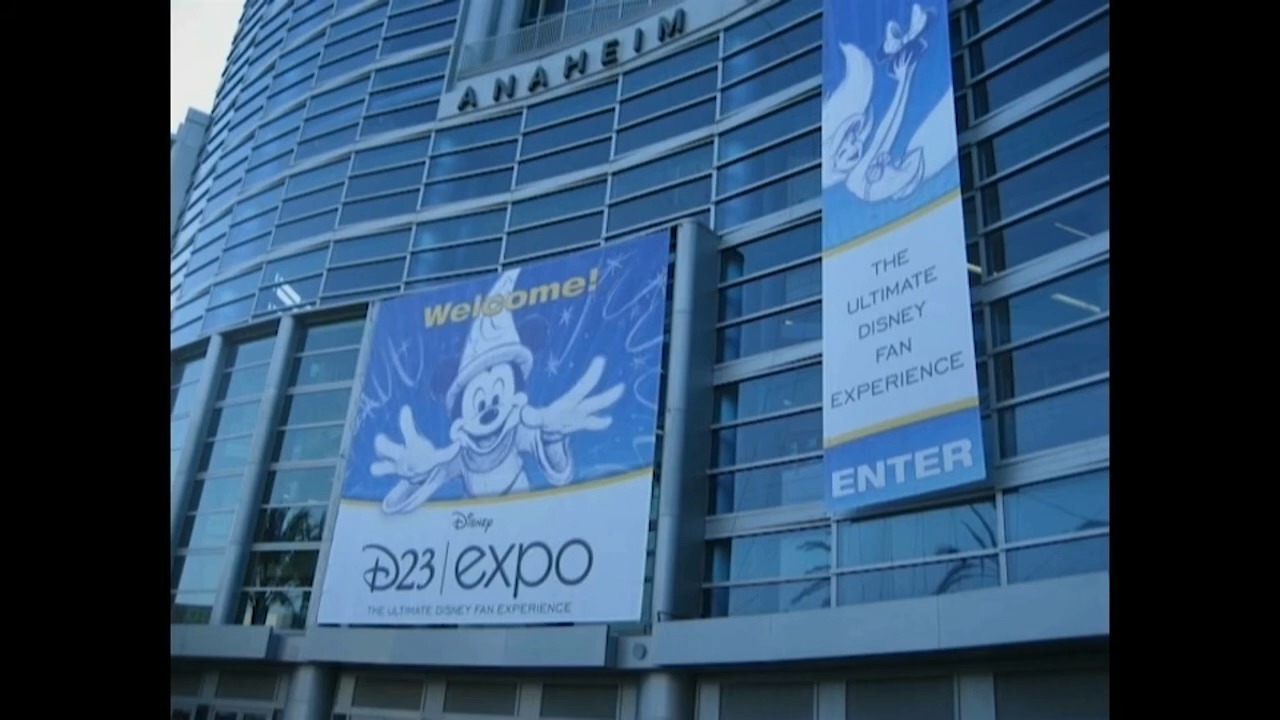 ANAHEIM
Welcome!
Disney
D23 | expo
THE ULTIMATE DISNEY FAN EXPERIENCE
THE
ULTIMATE
DISNEY
FAN
EXPERIENCE
ENTER